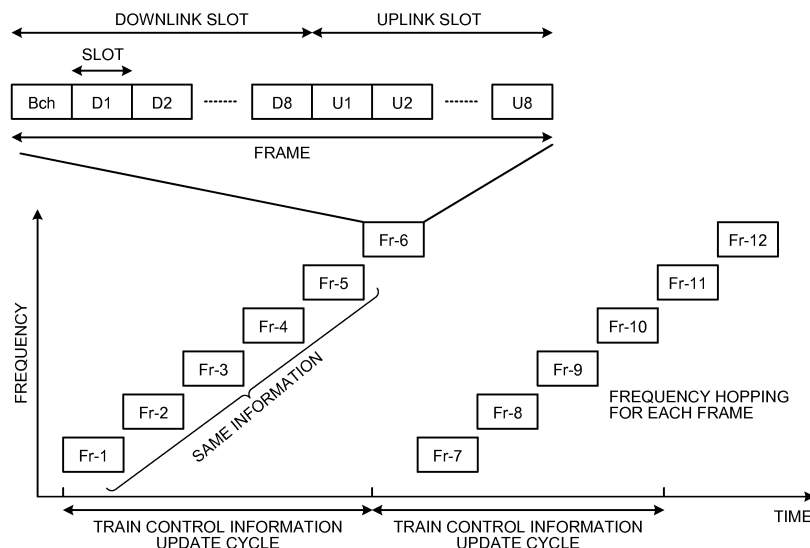 DOWNLINK SLOT
UPLINK SLOT
SLOT
Bch
D1
D2
D8
U1
U2
U8
FRAME
Fr-6
Fr-12
Fr-5
Fr-11
Fr-4
Fr-10
Fr-3
Fr-9
Fr-2
Fr-8
Fr-1
Fr-7
FREQUENCY
SAME INFORMATION
FREQUENCY HOPPING
FOR EACH FRAME
TIME
TRAIN CONTROL INFORMATION
UPDATE CYCLE
TRAIN CONTROL INFORMATION
UPDATE CYCLE